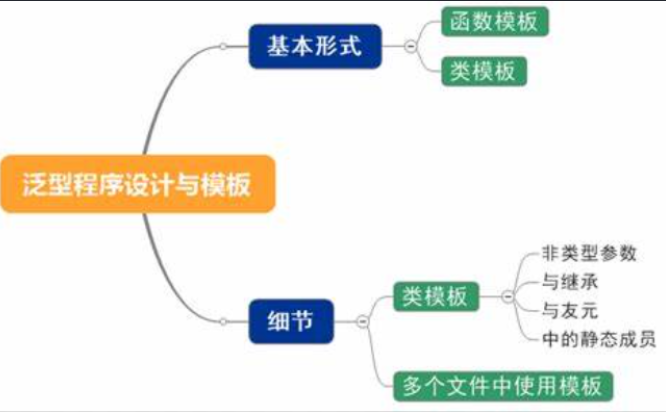 函数模板
基本形式
类模板
泛型程序设计与模板
非类型参数
类模板
与继承
与友元
细节
中的静态成员
多个文件中使用模板